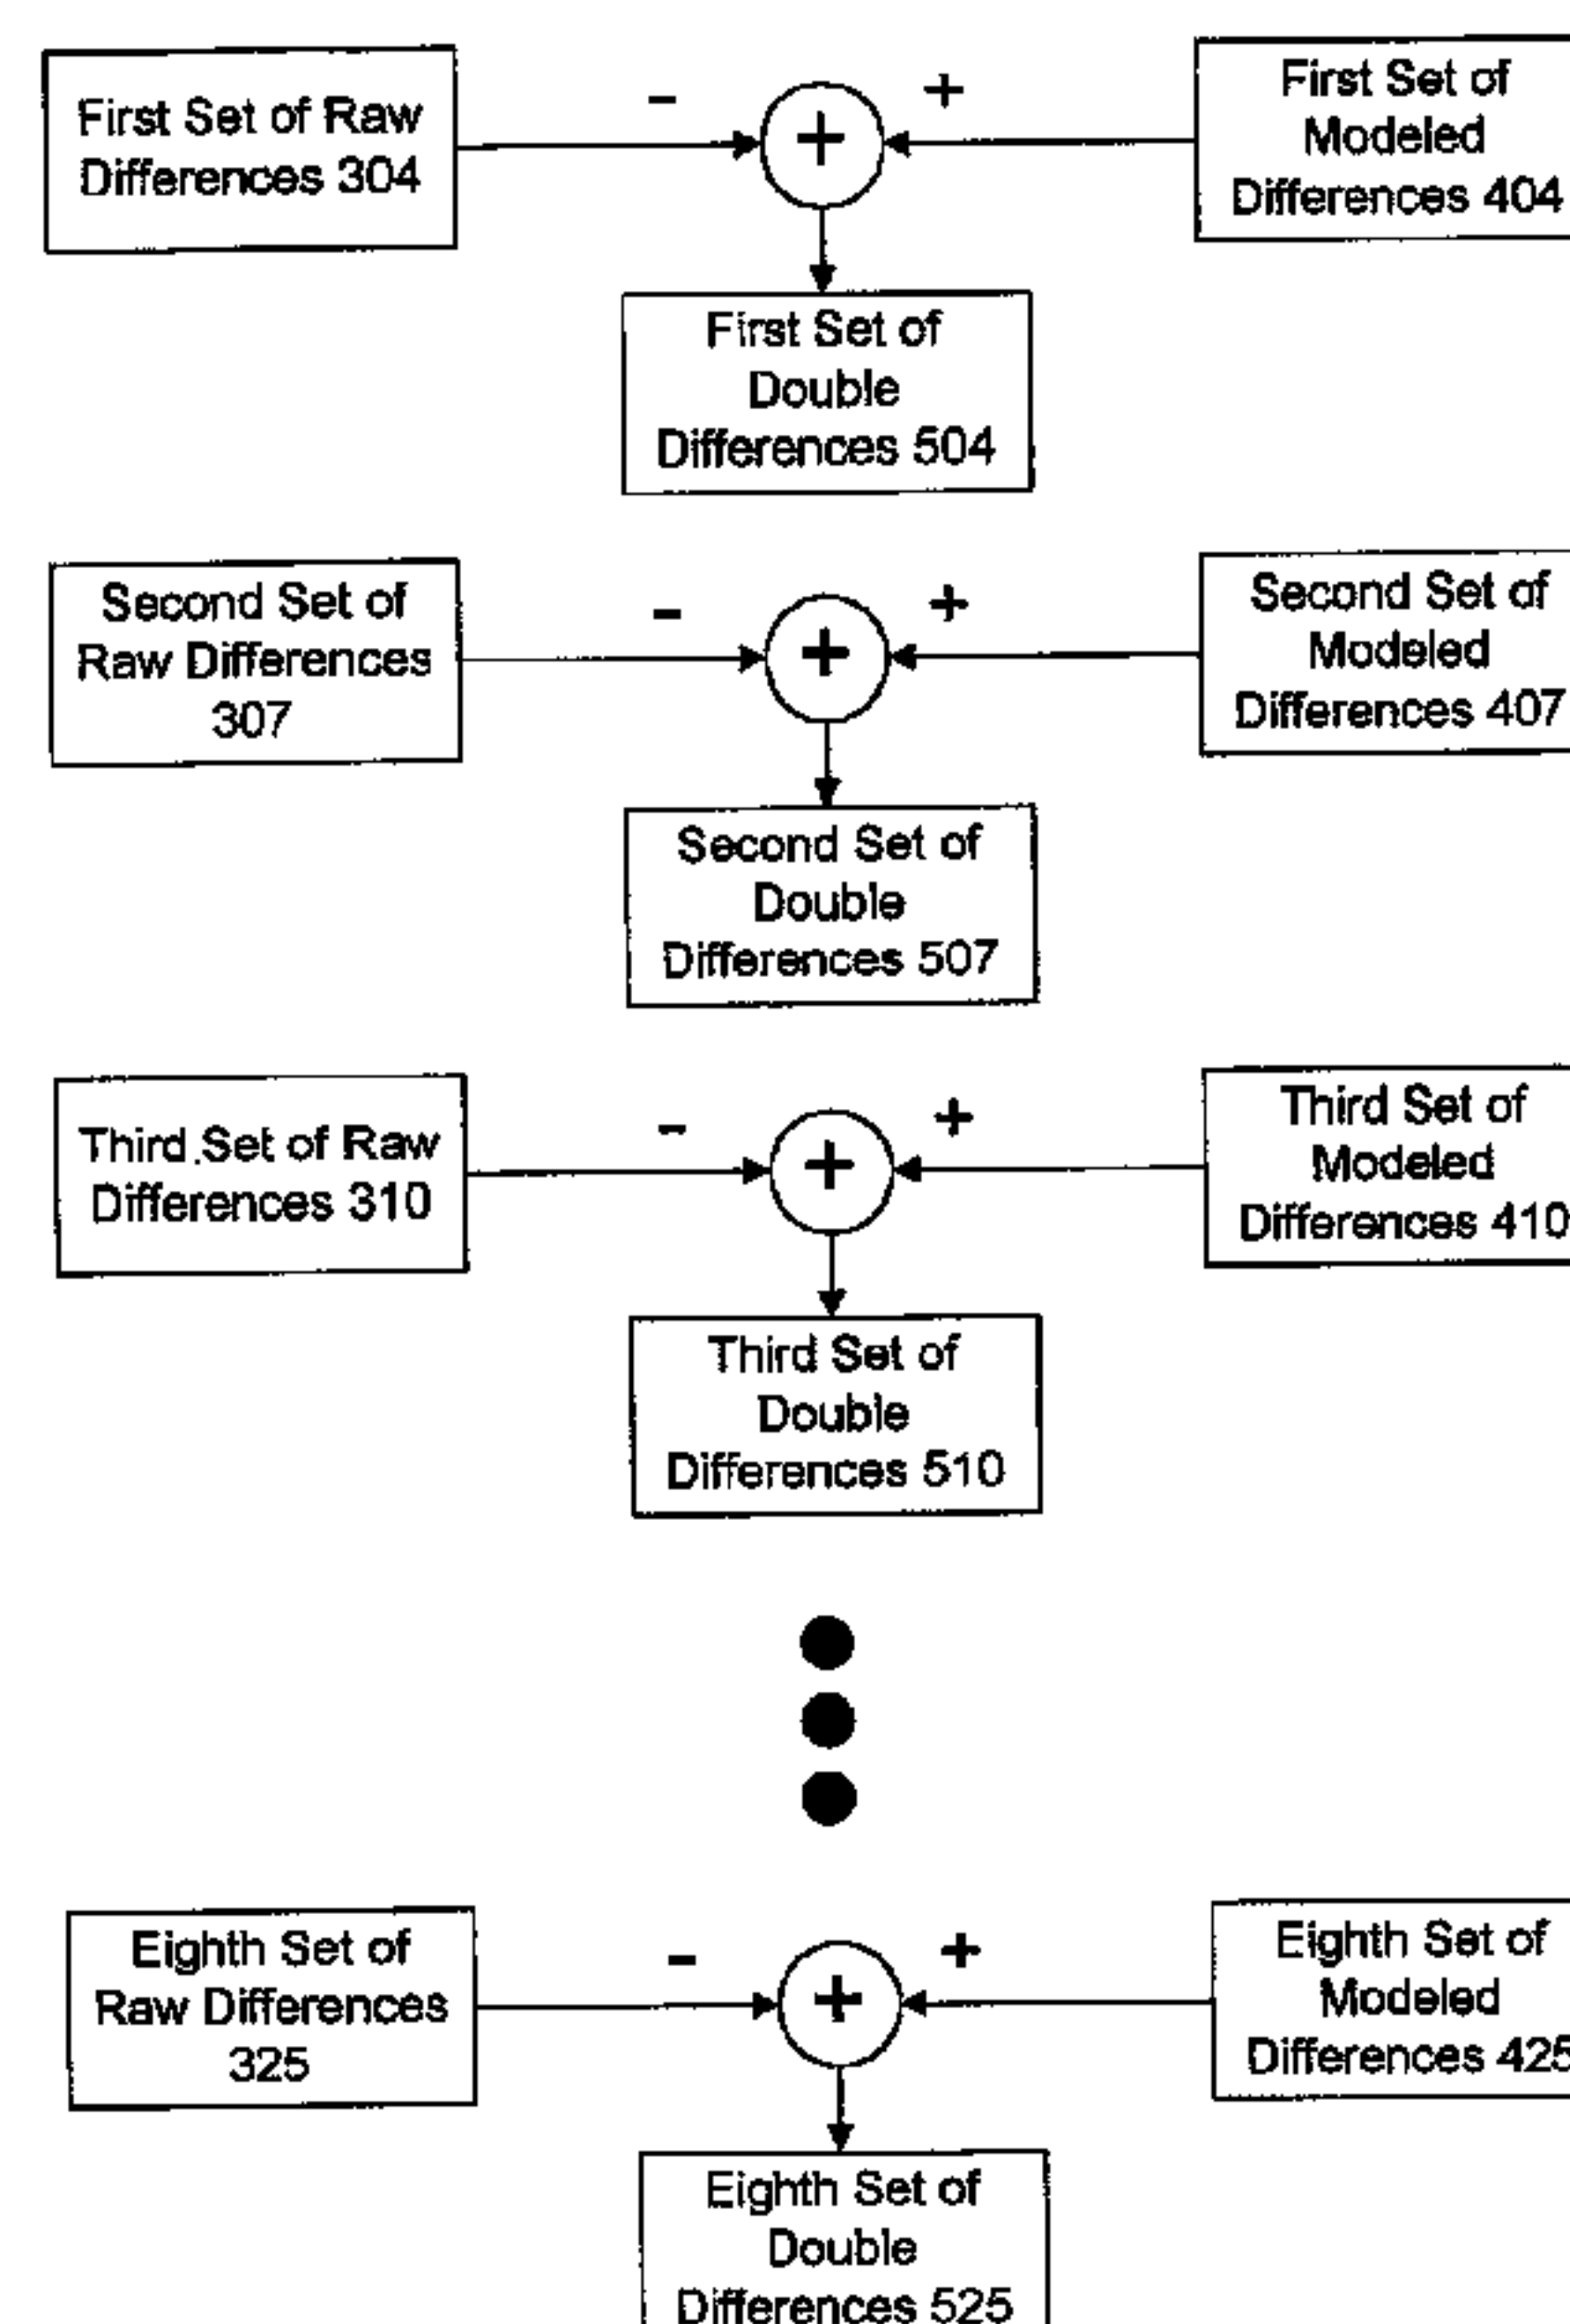 First Set of Raw
Differences 304
-
+
+
First Set of
Modeled
Differences 404
First Set of
Double
Differences 504
Second Set of
Raw Differences
307
-
+
+
Second Set of
Modeled
Differences 407
Second Set of
Double
Differences 507
Third Set of Raw
Differences 310
-
+
+
Third Set of
Modeled
Differences 410
Third Set of
Double
Differences 510
Eighth Set of
Raw Differences
325
-
+
+
Eighth Set of
Modeled
Differences 425
Eighth Set of
Double
Differences 525